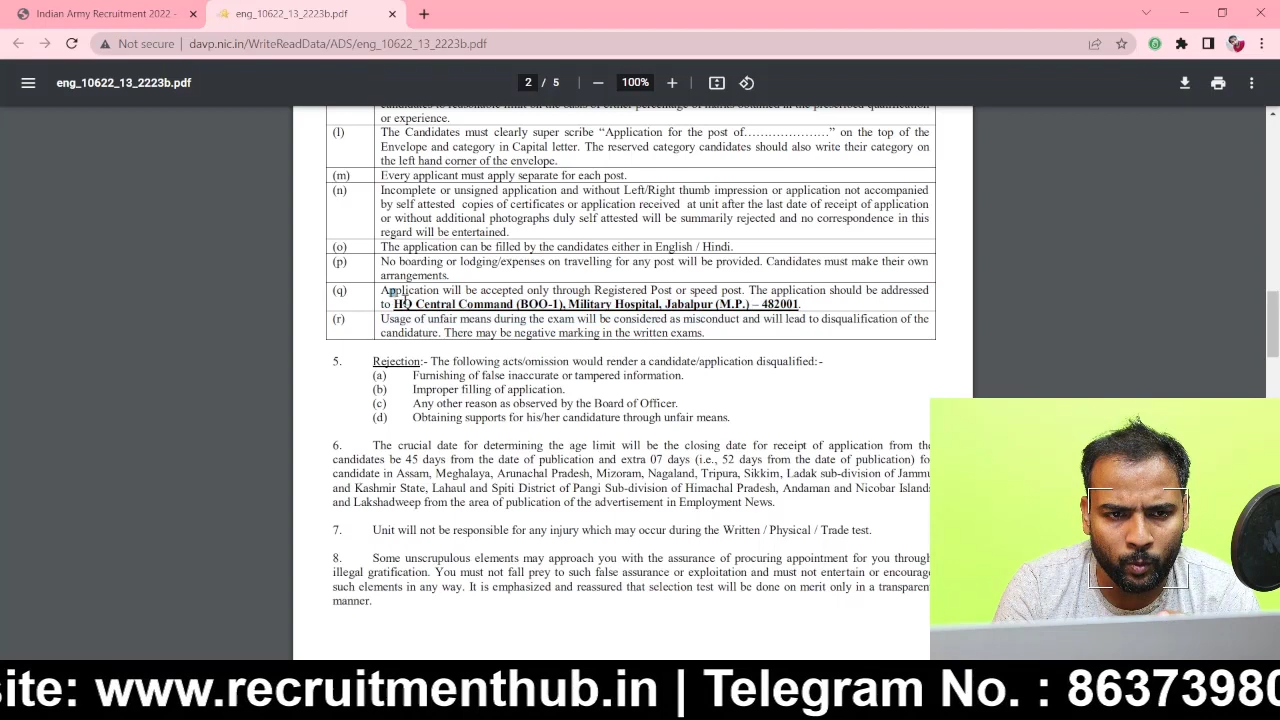 Indian Army Recruitment 2022 -
eng_10622_13_2223b.pdf
Not secure | davp.nic.in/WriteReadData/ADS/eng_10622_13_2223b.pdf
eng_10622_13_2223b.pdf
2 / 5
100%
or experience.
(l) The Candidates must clearly super scribe “Application for the post of…………………” on the top of the
Envelope and category in Capital letter. The reserved category candidates should also write their category on
the left hand corner of the envelope.
(m) Every applicant must apply separate for each post.
(n) Incomplete or unsigned application and without Left/Right thumb impression or application not accompanied
by self attested copies of certificates or application received at unit after the last date of receipt of application
or without additional photographs duly self attested will be summarily rejected and no correspondence in this
regard will be entertained.
(o) The application can be filled by the candidates either in English / Hindi.
(p) No boarding or lodging/expenses on travelling for any post will be provided. Candidates must make their own
arrangements.
(q) Application will be accepted only through Registered Post or speed post. The application should be addressed
to HQ Central Command (BOO-1), Military Hospital, Jabalpur (M.P.) – 482001.
(r) Usage of unfair means during the exam will be considered as misconduct and will lead to disqualification of the
candidature. There may be negative marking in the written exams.
5. Rejection:- The following acts/omission would render a candidate/application disqualified:-
(a) Furnishing of false inaccurate or tampered information.
(b) Improper filling of application.
(c) Any other reason as observed by the Board of Officer.
(d) Obtaining supports for his/her candidature through unfair means.
6. The crucial date for determining the age limit will be the closing date for receipt of application from the
candidates be 45 days from the date of publication and extra 07 days (i.e., 52 days from the date of publication) fo
candidate in Assam, Meghalaya, Arunachal Pradesh, Mizoram, Nagaland, Tripura, Sikkim, Ladak sub-division of Jammu
and Kashmir State, Lahaul and Spiti District of Pangi Sub-division of Himachal Pradesh, Andaman and Nicobar Islands
and Lakshadweep from the area of publication of the advertisement in Employment News.
7. Unit will not be responsible for any injury which may occur during the Written / Physical / Trade test.
8. Some unscrupulous elements may approach you with the assurance of procuring appointment for you through
illegal gratification. You must not fall prey to such false assurance or exploitation and must not entertain or encourage
such elements in any way. It is emphasized and reassured that selection test will be done on merit only in a transparen
manner.
site: www.recruitmenthub.in | Telegram No. : 86373980